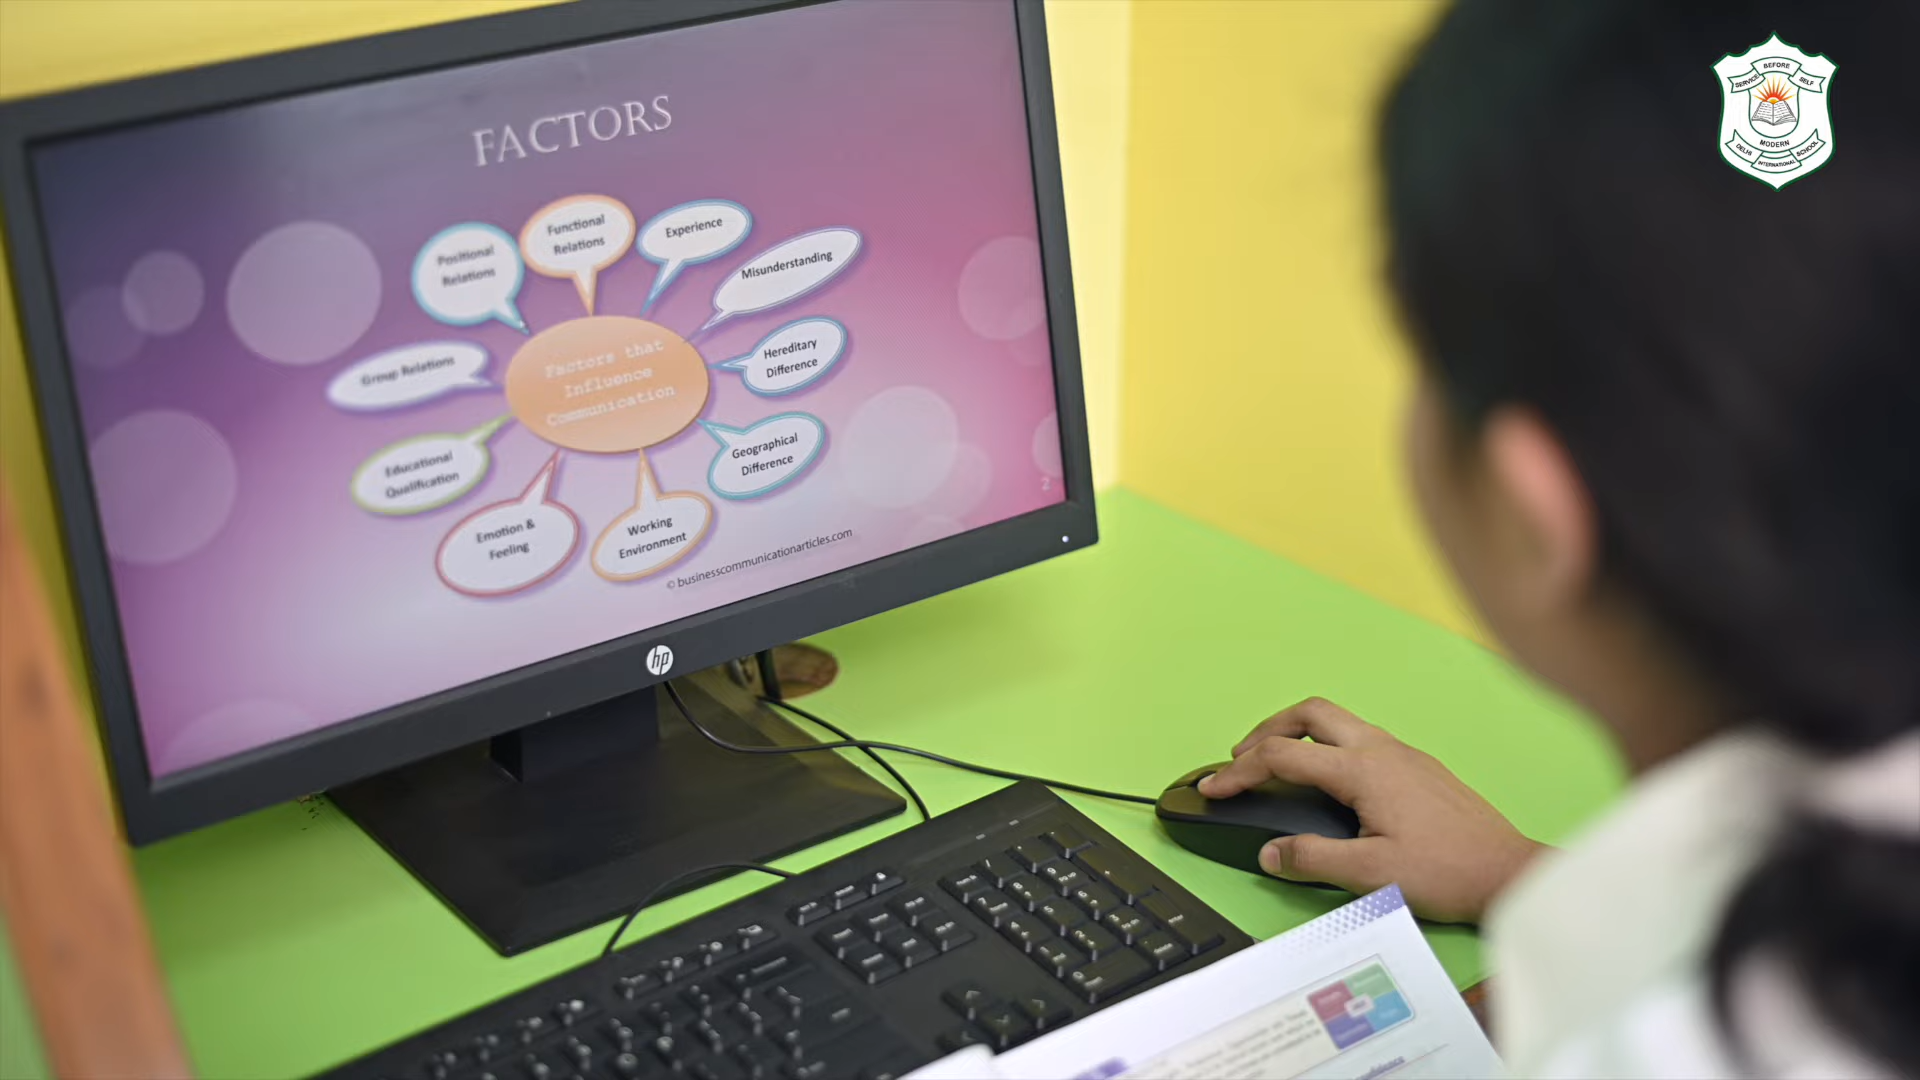 FACTORS
Functional
Relations
Experience
Positional
Relations
Misunderstanding
Factors that
Influence
Communication
Hereditary
Difference
Group Relations
Geographical
Difference
Educational
Qualification
Emotion &
Feeling
Working
Environment
© businesscommunicationarticles.com
2
hp
SERVICE BEFORE SELF
MODERN
DELHI INTERNATIONAL SCHOOL